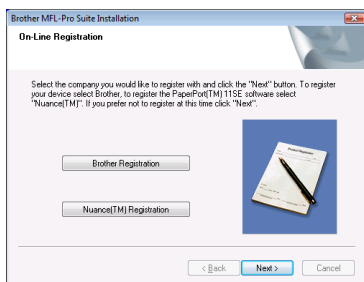 Brother MFL-Pro Suite Installation
On-Line Registration
Select the company you would like to register with and click the "Next" button. To register
your device select Brother, to register the PaperPort(TM) 11SE software select
"Nuance(TM)". If you prefer not to register at this time click "Next".
Brother Registration
Nuance(TM) Registration
< Back
Next >
Cancel